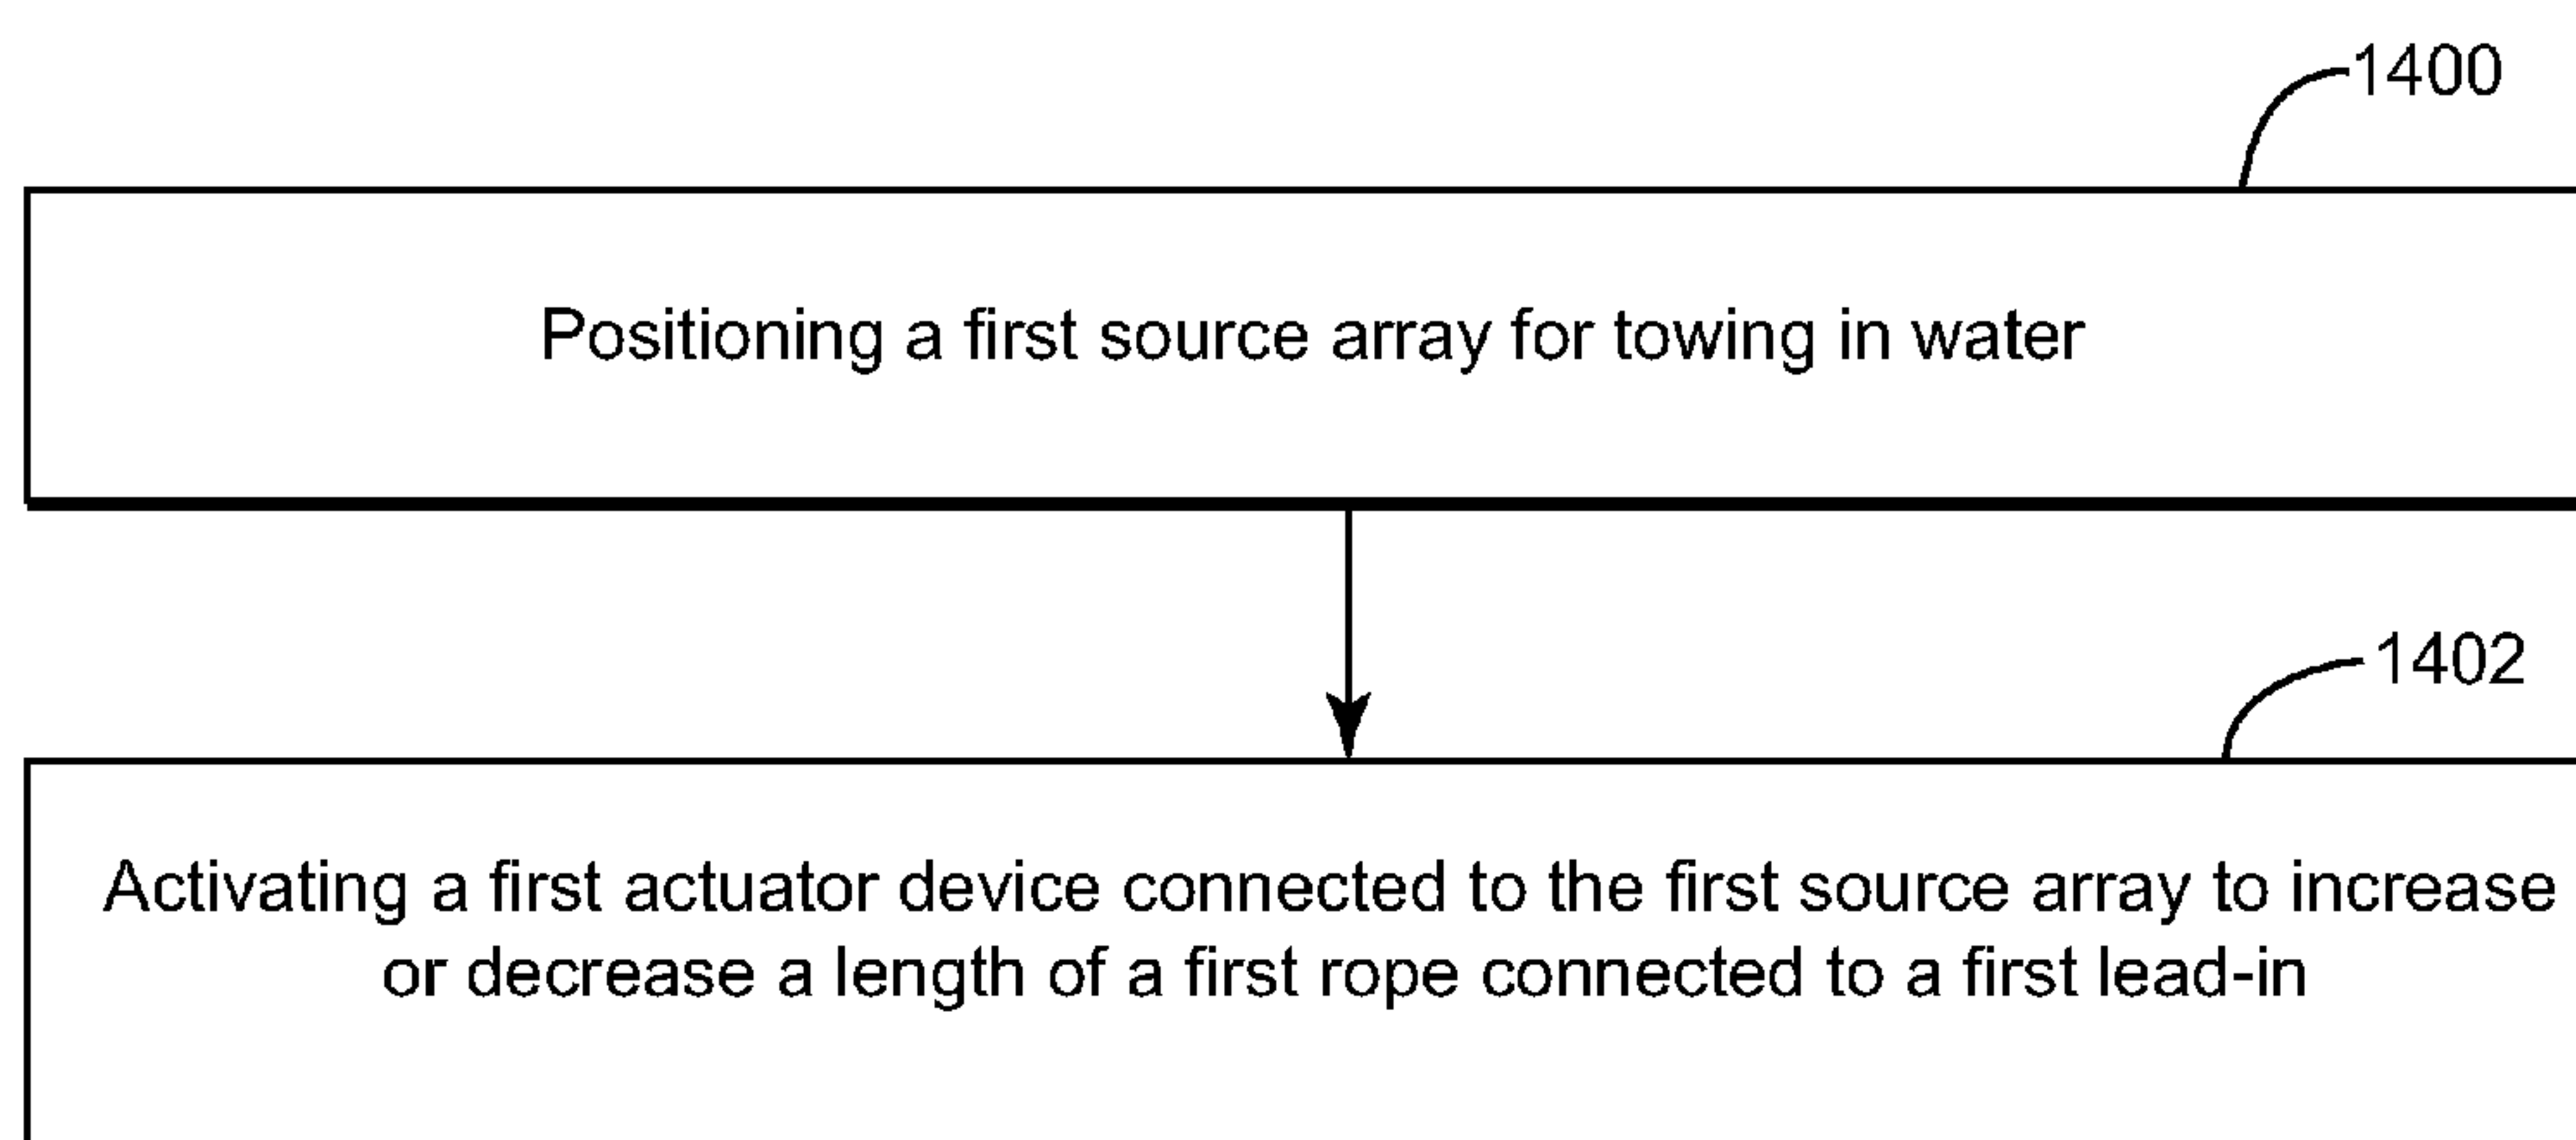 1400
Positioning a first source array for towing in water
1402
Activating a first actuator device connected to the first source array to increase
or decrease a length of a first rope connected to a first lead-in